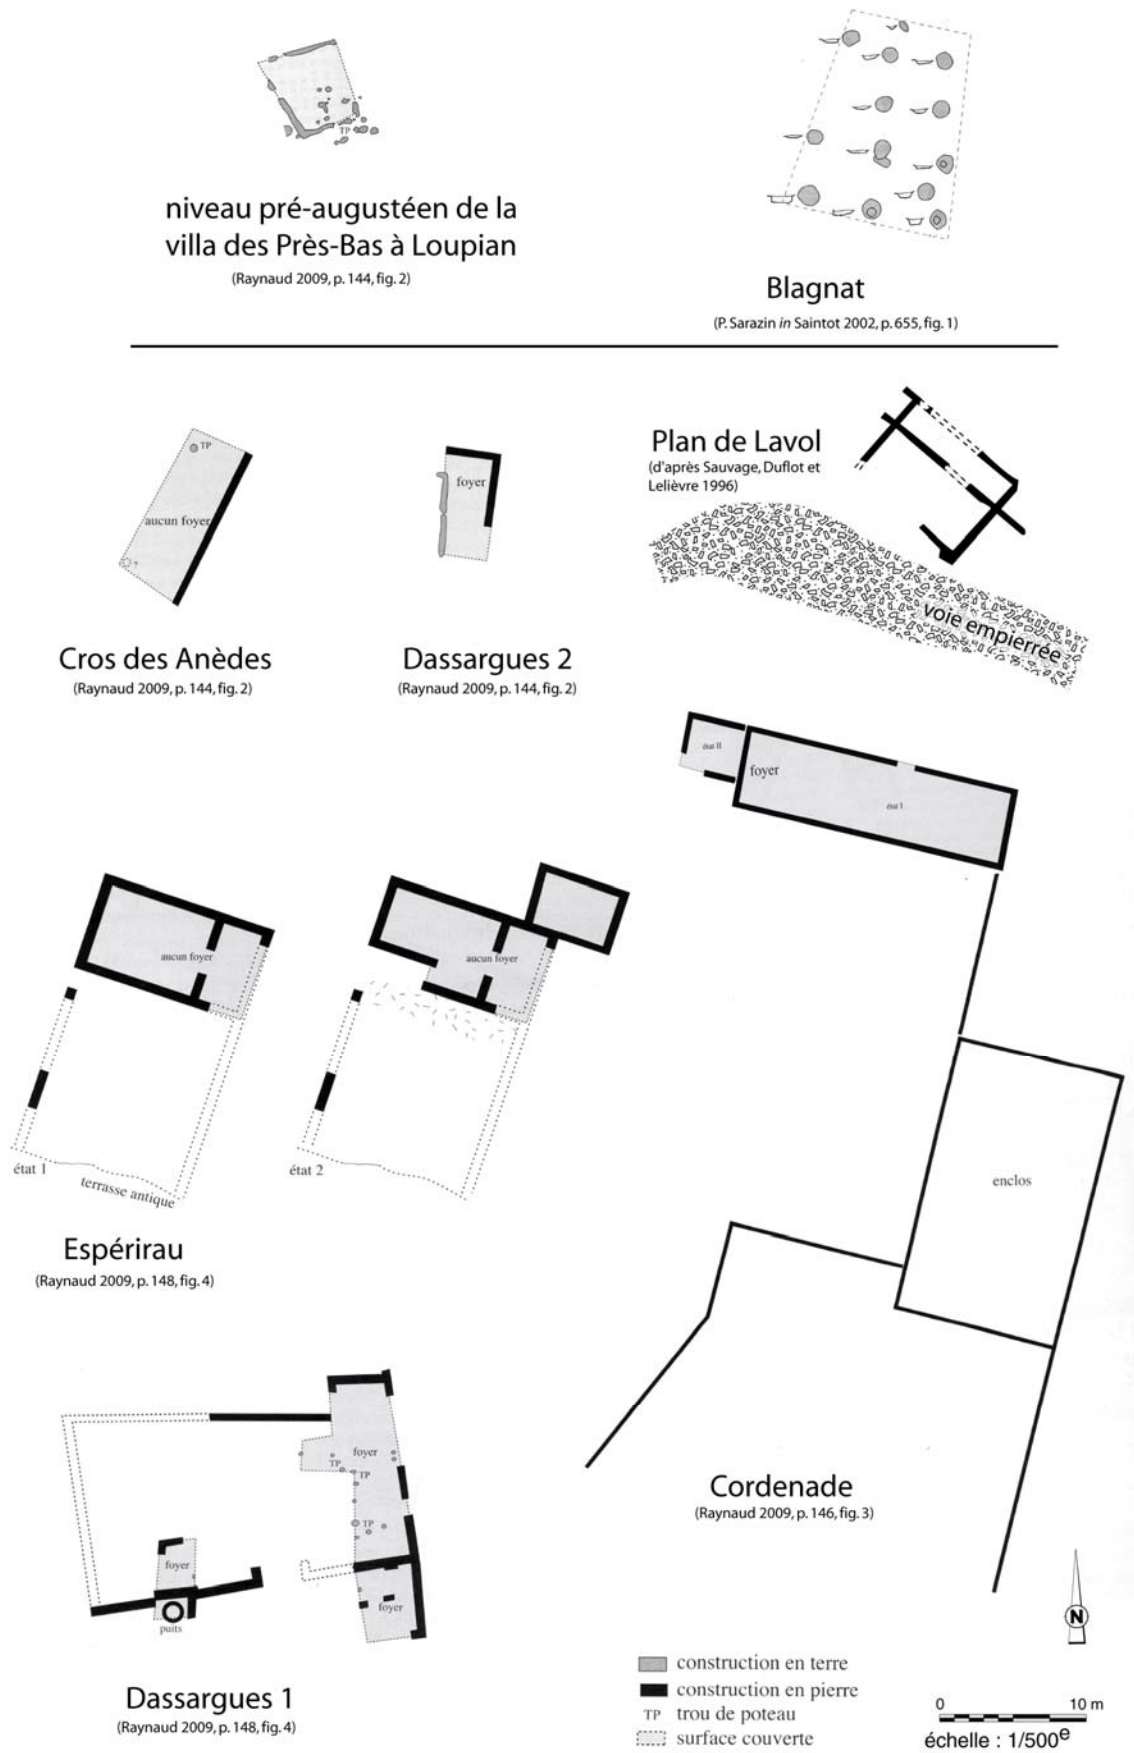 TP
niveau pré-augustéen de la
villa des Près-Bas à Loupian
(Raynaud 2009, p. 144, fig. 2)
Blagnat
(P. Sarazin in Saintot 2002, p. 655, fig. 1)
TP
aucun foyer
?
Cros des Anèdes
(Raynaud 2009, p. 144, fig. 2)
foyer
Dassargues 2
(Raynaud 2009, p. 144, fig. 2)
Plan de Lavol
(d'après Sauvage, Duflot et
Lelièvre 1996)
voie empierrée
état II
foyer
état I
enclos
Cordenade
(Raynaud 2009, p. 146, fig. 3)
aucun foyer
état 1
terrasse antique
aucun foyer
état 2
Espérirau
(Raynaud 2009, p. 148, fig. 4)
foyer
TP
TP
TP
foyer
puits
foyer
Dassargues 1
(Raynaud 2009, p. 148, fig. 4)
N
construction en terre
construction en pierre
TP trou de poteau
surface couverte
0 10 m
échelle : 1/500e